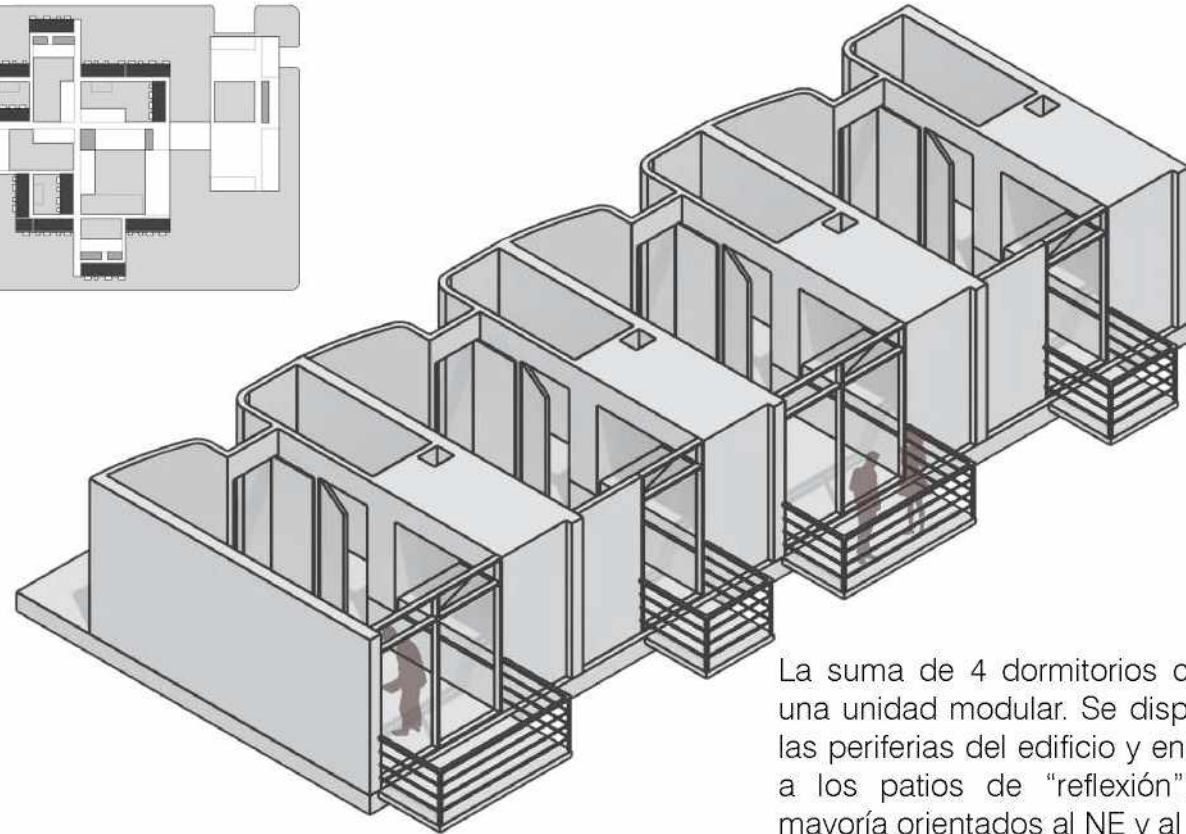 La suma de 4 dormitorios
una unidad modular. Se
las periferias del edificio y en
a los patios de “reflexión”
mayoría orientados al NE y al